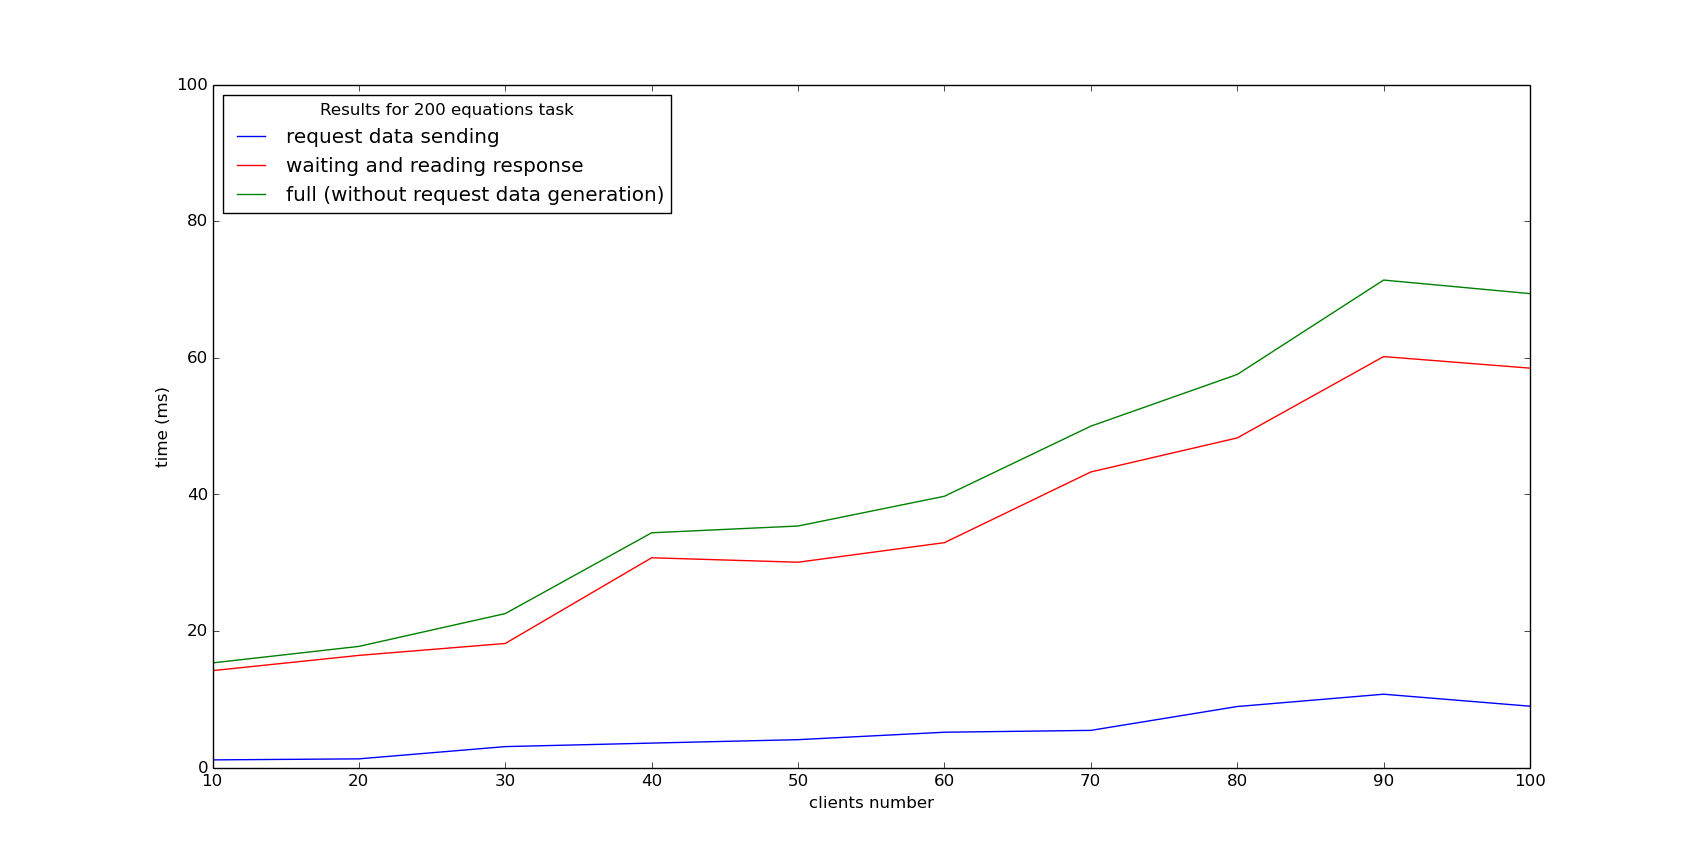 100
Results for 200 equations task
request data sending
waiting and reading response
full (without request data generation)
80
60
time (ms)
40
20
0
10 20 30 40 50 60 70 80 90 100
clients number